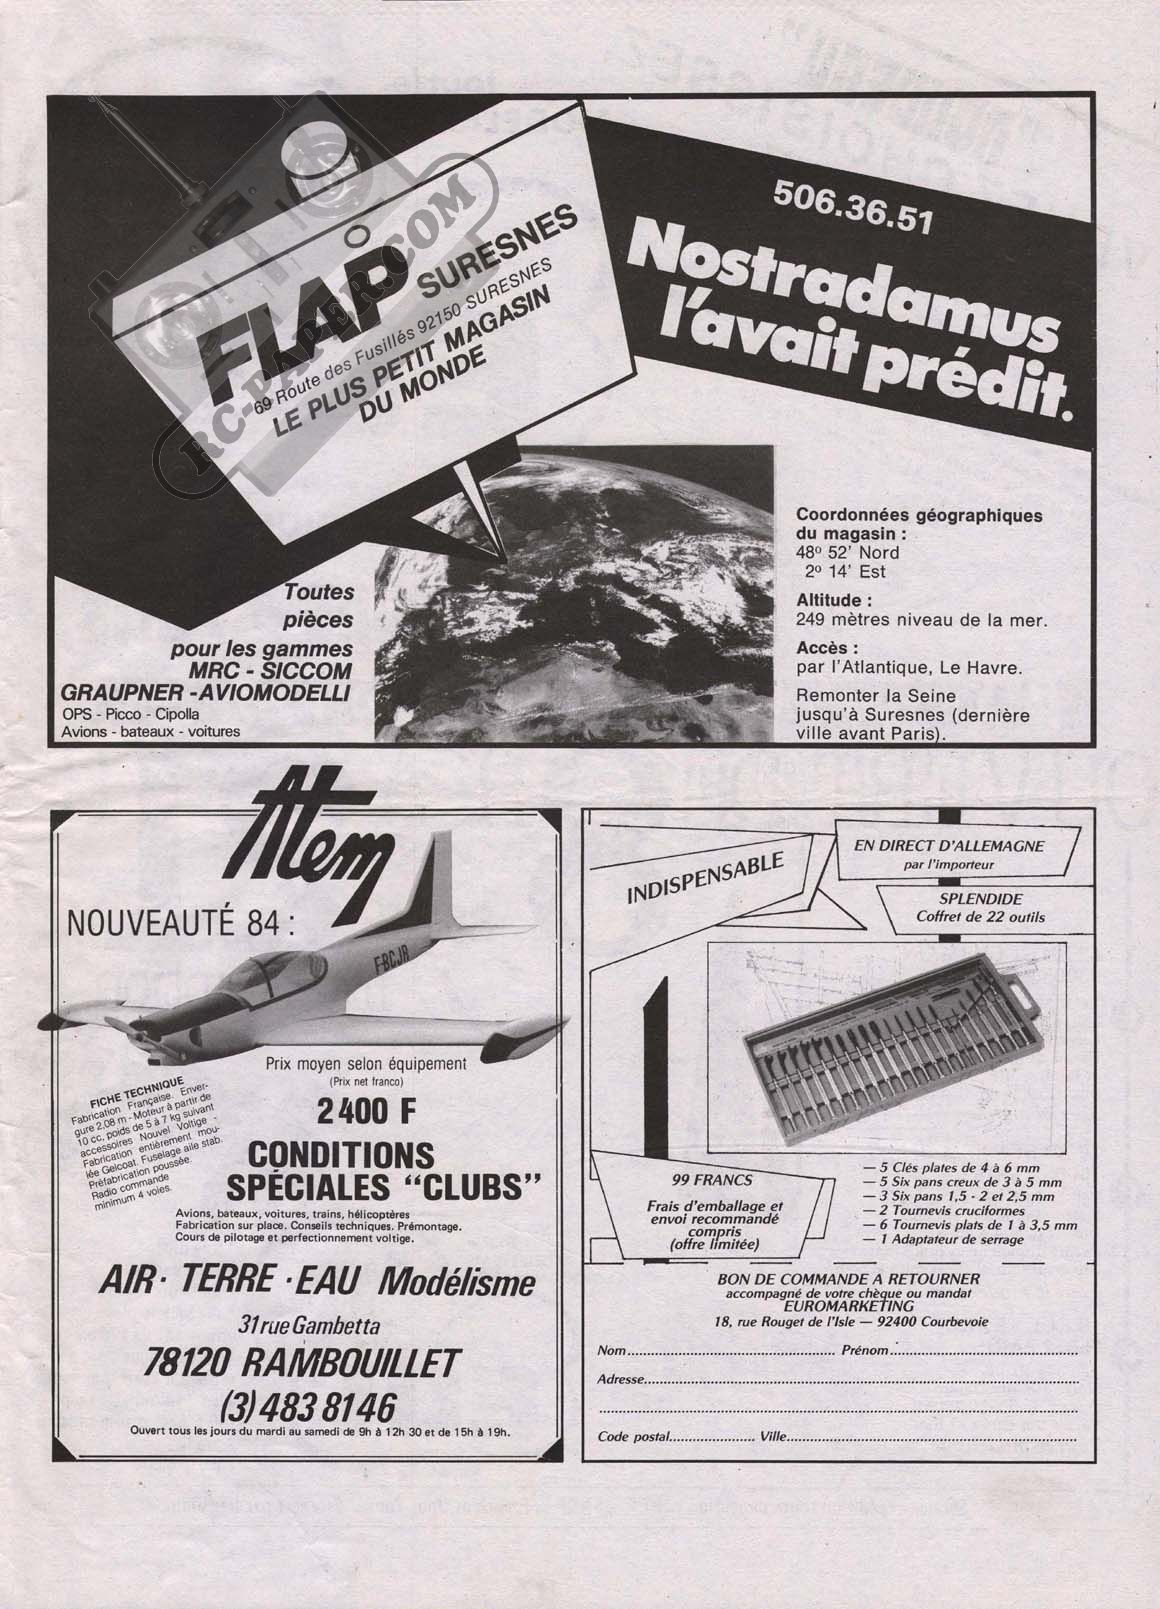 506.36.51
Nostradamus
l'avait prédit.
FLAP SURESNES
69 Route des Fusillés 92150 SURESNES
LE PLUS PETIT MAGASIN
DU MONDE
RC-PAPER.COM
Toutes
pièces
pour les gammes
MRC - SICCOM
GRAUPNER - AVIOMODELLI
OPS - Picco - Cipolla
Avions - bateaux - voitures
Coordonnées géographiques
du magasin :
48º 52' Nord
2º 14' Est
Altitude :
249 mètres niveau de la mer.
Accès :
par l'Atlantique, Le Havre.
Remonter la Seine
jusqu'à Suresnes (dernière
ville avant Paris).
Atem
NOUVEAUTÉ 84 :
F-BCJR
Prix moyen selon équipement
(Prix net franco)
2400 F
FICHE TECHNIQUE
Fabrication Française. Enver-
gure 2,08 m - Moteur à partir de
10 cc, poids de 5 à 7 kg suivant
accessoires Nouvel Voltige -
Fabrication entièrement mou-
lée Gelcoat. Fuselage aile stab.
Préfabrication poussée.
Radio commande
minimum 4 voies.
CONDITIONS
SPÉCIALES "CLUBS"
Avions, bateaux, voitures, trains, hélicoptères
Fabrication sur place. Conseils techniques. Prémontage.
Cours de pilotage et perfectionnement voltige.
AIR · TERRE · EAU Modélisme
31 rue Gambetta
78120 RAMBOUILLET
(3) 483 81 46
Ouvert tous les jours du mardi au samedi de 9h à 12h 30 et de 15h à 19h.
INDISPENSABLE
EN DIRECT D'ALLEMAGNE
par l'importeur
SPLENDIDE
Coffret de 22 outils
99 FRANCS
Frais d'emballage et
envoi recommandé
compris
(offre limitée)
— 5 Clés plates de 4 à 6 mm
— 5 Six pans creux de 3 à 5 mm
— 3 Six pans 1,5 - 2 et 2,5 mm
— 2 Tournevis cruciformes
— 6 Tournevis plats de 1 à 3,5 mm
— 1 Adaptateur de serrage
BON DE COMMANDE A RETOURNER
accompagné de votre chèque ou mandat
EUROMARKETING
18, rue Rouget de l'Isle — 92400 Courbevoie
Nom.................... Prénom....................
Adresse....................
Code postal.................... Ville....................